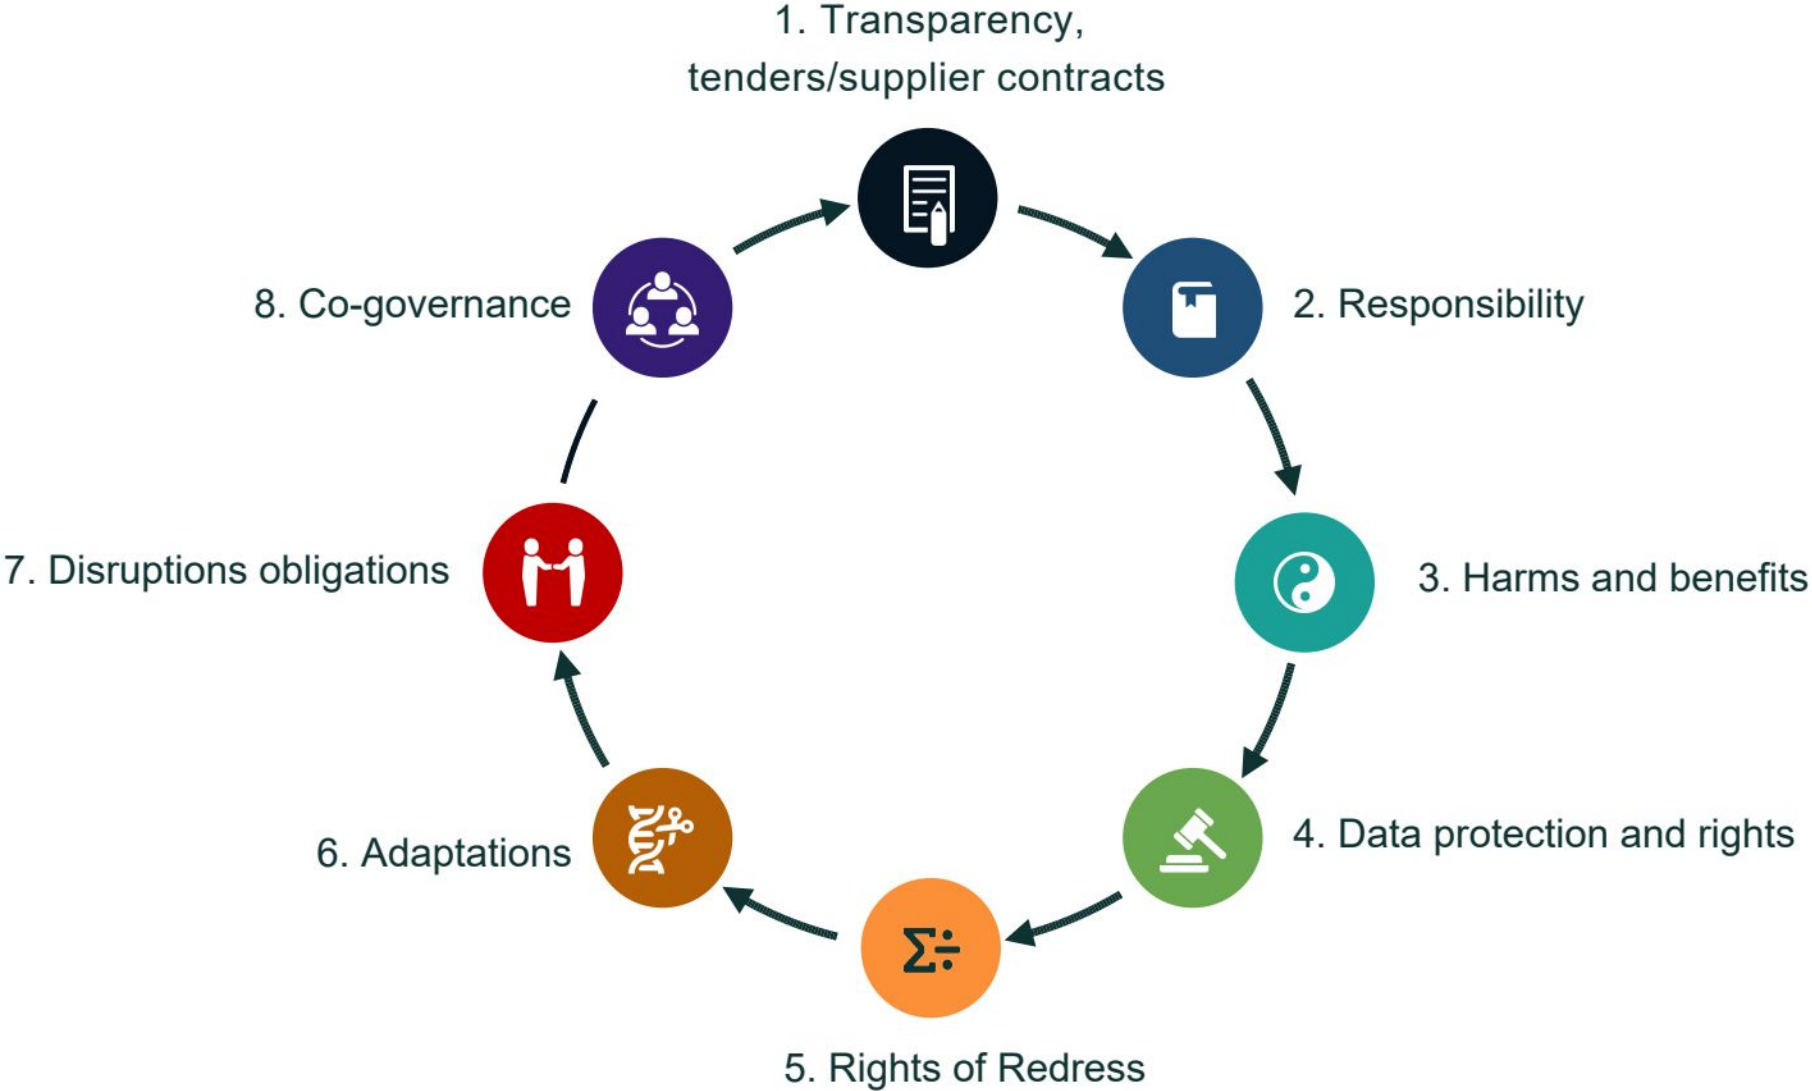 1. Transparency,
tenders/supplier contracts
2. Responsibility
3. Harms and benefits
4. Data protection and rights
5. Rights of Redress
6. Adaptations
7. Disruptions obligations
8. Co-governance
Σ÷